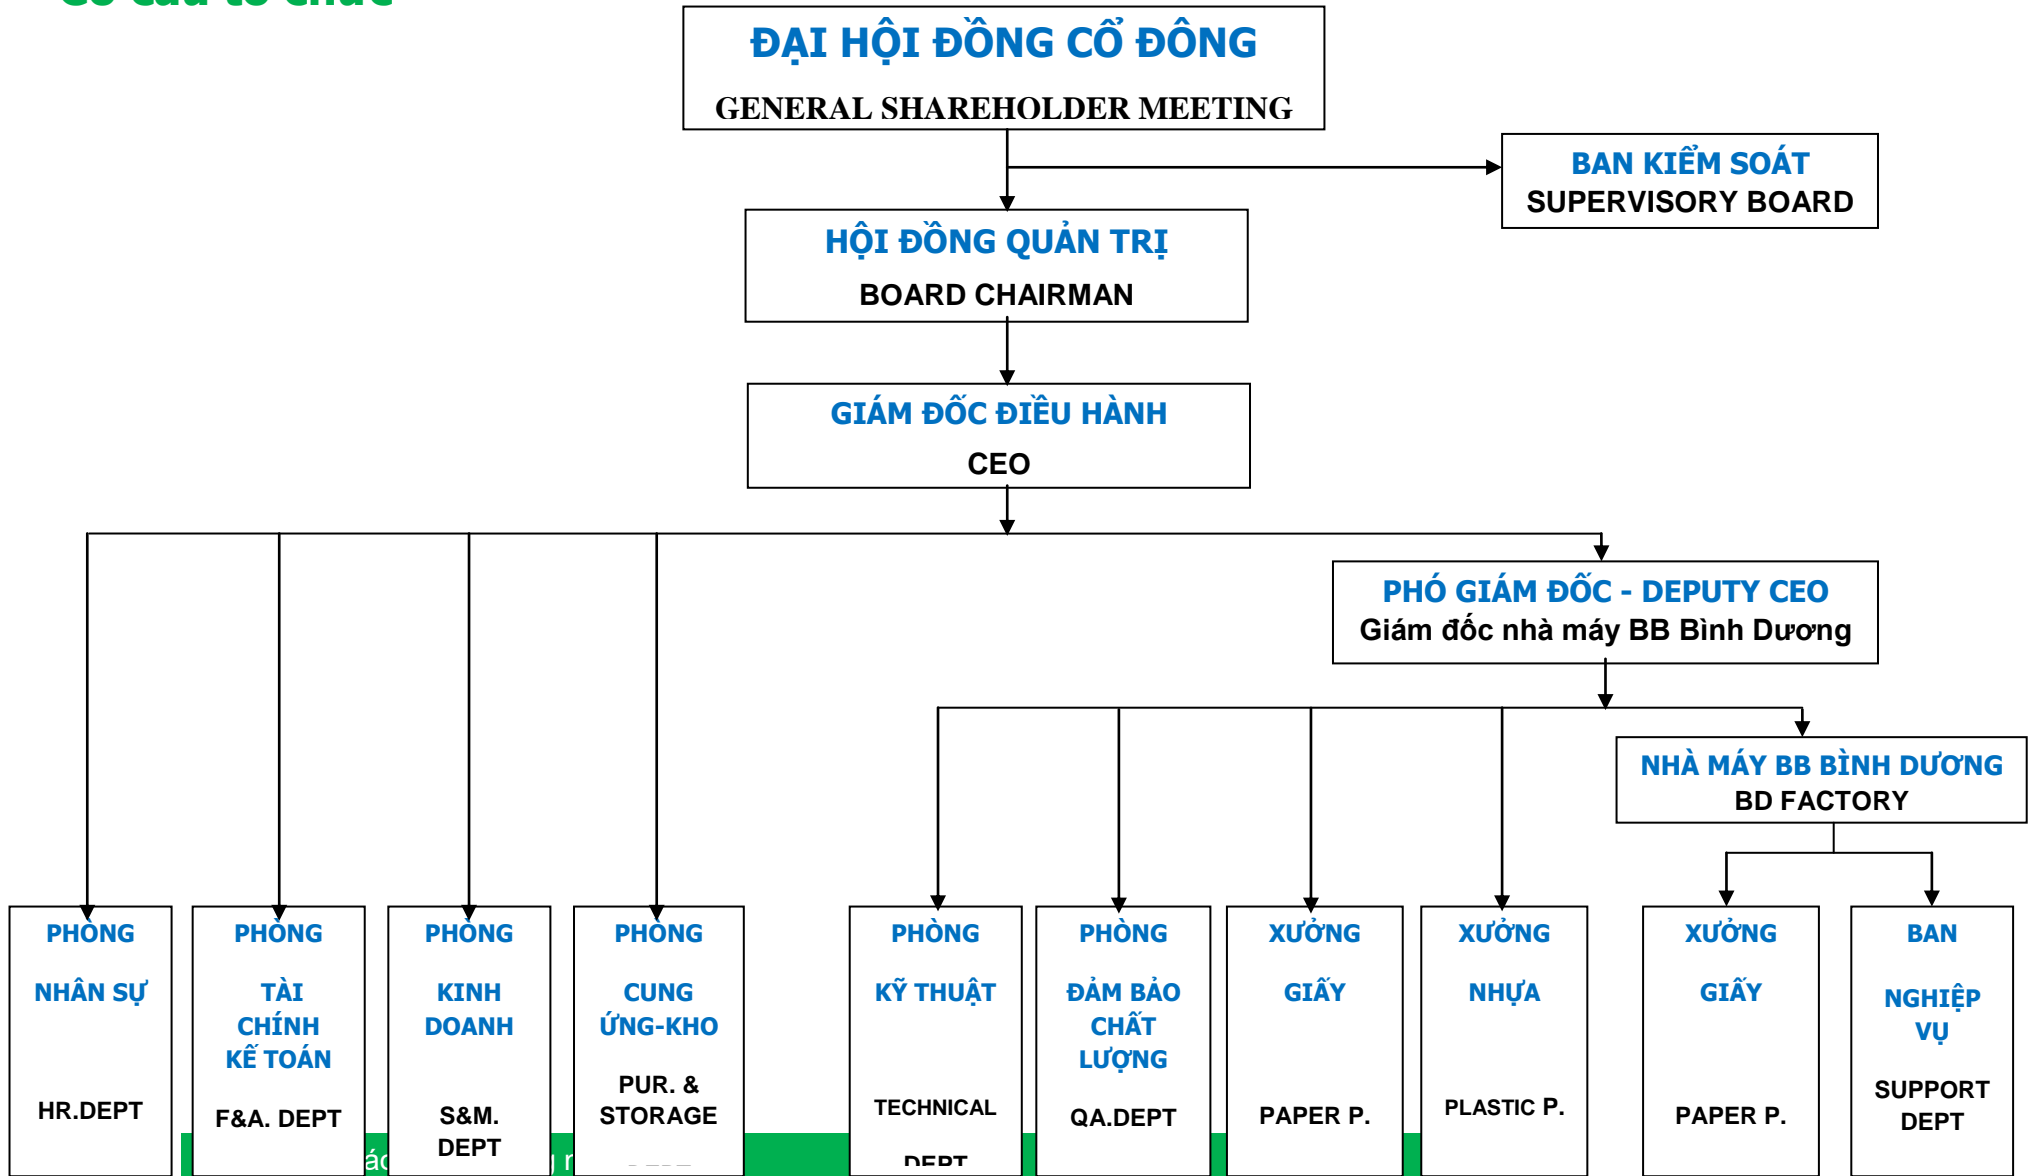 Cơ cấu tổ chức
ĐẠI HỘI ĐỒNG CỔ ĐÔNG
GENERAL SHAREHOLDER MEETING
BAN KIỂM SOÁT
SUPERVISORY BOARD
HỘI ĐỒNG QUẢN TRỊ
BOARD CHAIRMAN
GIÁM ĐỐC ĐIỀU HÀNH
CEO
PHÓ GIÁM ĐỐC - DEPUTY CEO
Giám đốc nhà máy BB Bình Dương
NHÀ MÁY BB BÌNH DƯƠNG
BD FACTORY
PHÒNG
NHÂN SỰ
HR.DEPT
PHÒNG
TÀI
CHÍNH
KẾ TOÁN
F&A. DEPT
PHÒNG
KINH
DOANH
S&M.
DEPT
PHÒNG
CUNG
ỨNG-KHO
PUR. &
STORAGE
PHÒNG
KỸ THUẬT
TECHNICAL
DEPT
PHÒNG
ĐẢM BẢO
CHẤT
LƯỢNG
QA.DEPT
XƯỞNG
GIẤY
PAPER P.
XƯỞNG
NHỰA
PLASTIC P.
XƯỞNG
GIẤY
PAPER P.
BAN
NGHIỆP
VỤ
SUPPORT
DEPT